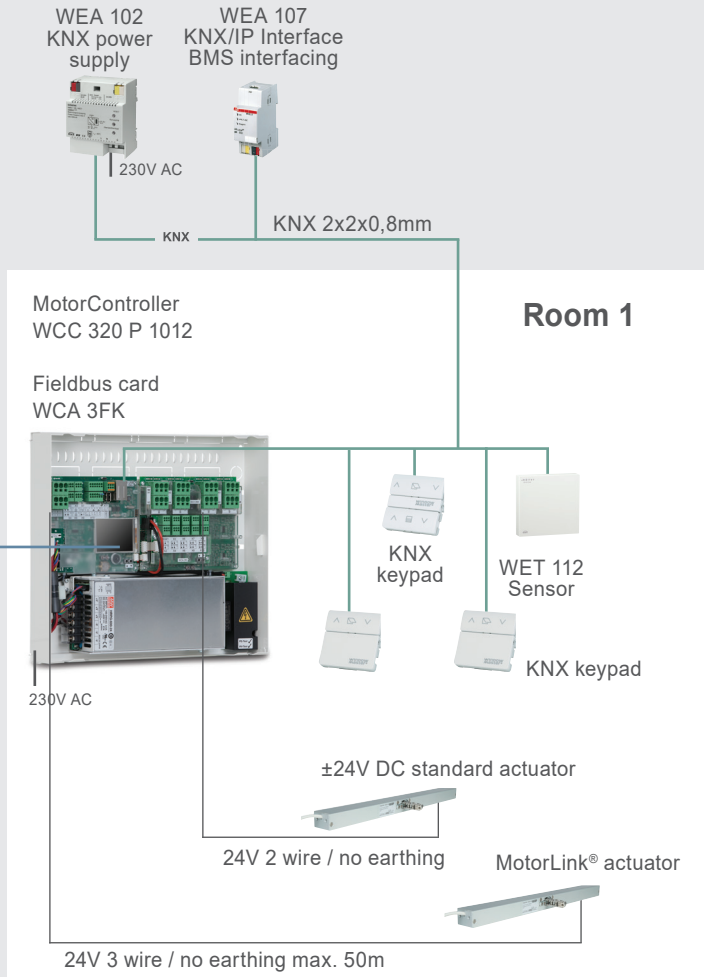 WEA 102
KNX power
supply
WEA 107
KNX/IP Interface
BMS interfacing
230V AC
KNX
KNX 2x2x0,8mm
MotorController
WCC 320 P 1012
Room 1
Fieldbus card
WCA 3FK
KNX
keypad
WET 112
Sensor
KNX keypad
230V AC
±24V DC standard actuator
24V 2 wire / no earthing
MotorLink® actuator
24V 3 wire / no earthing max. 50m